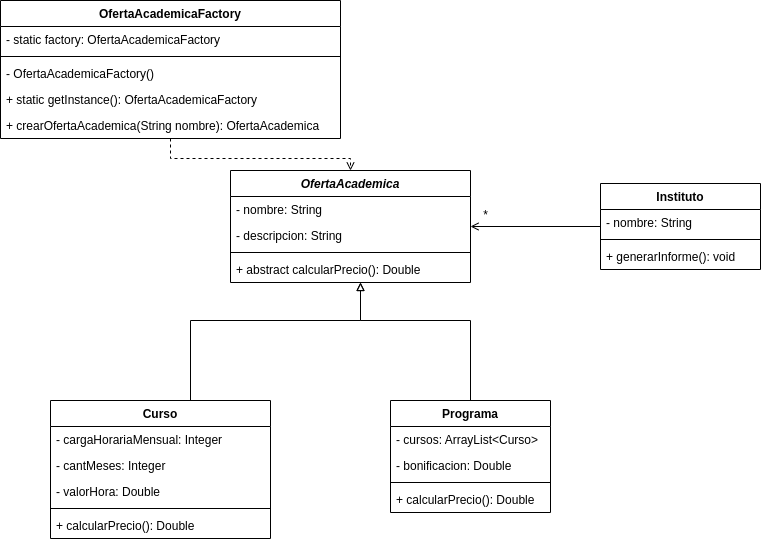 OfertaAcademicaFactory
- static factory: OfertaAcademicaFactory
- OfertaAcademicaFactory()
+ static getInstance(): OfertaAcademicaFactory
+ crearOfertaAcademica(String nombre): OfertaAcademica
OfertaAcademica
- nombre: String
- descripcion: String
+ abstract calcularPrecio(): Double
*
Instituto
- nombre: String
+ generarInforme(): void
Curso
- cargaHorariaMensual: Integer
- cantMeses: Integer
- valorHora: Double
+ calcularPrecio(): Double
Programa
- cursos: ArrayList<Curso>
- bonificacion: Double
+ calcularPrecio(): Double